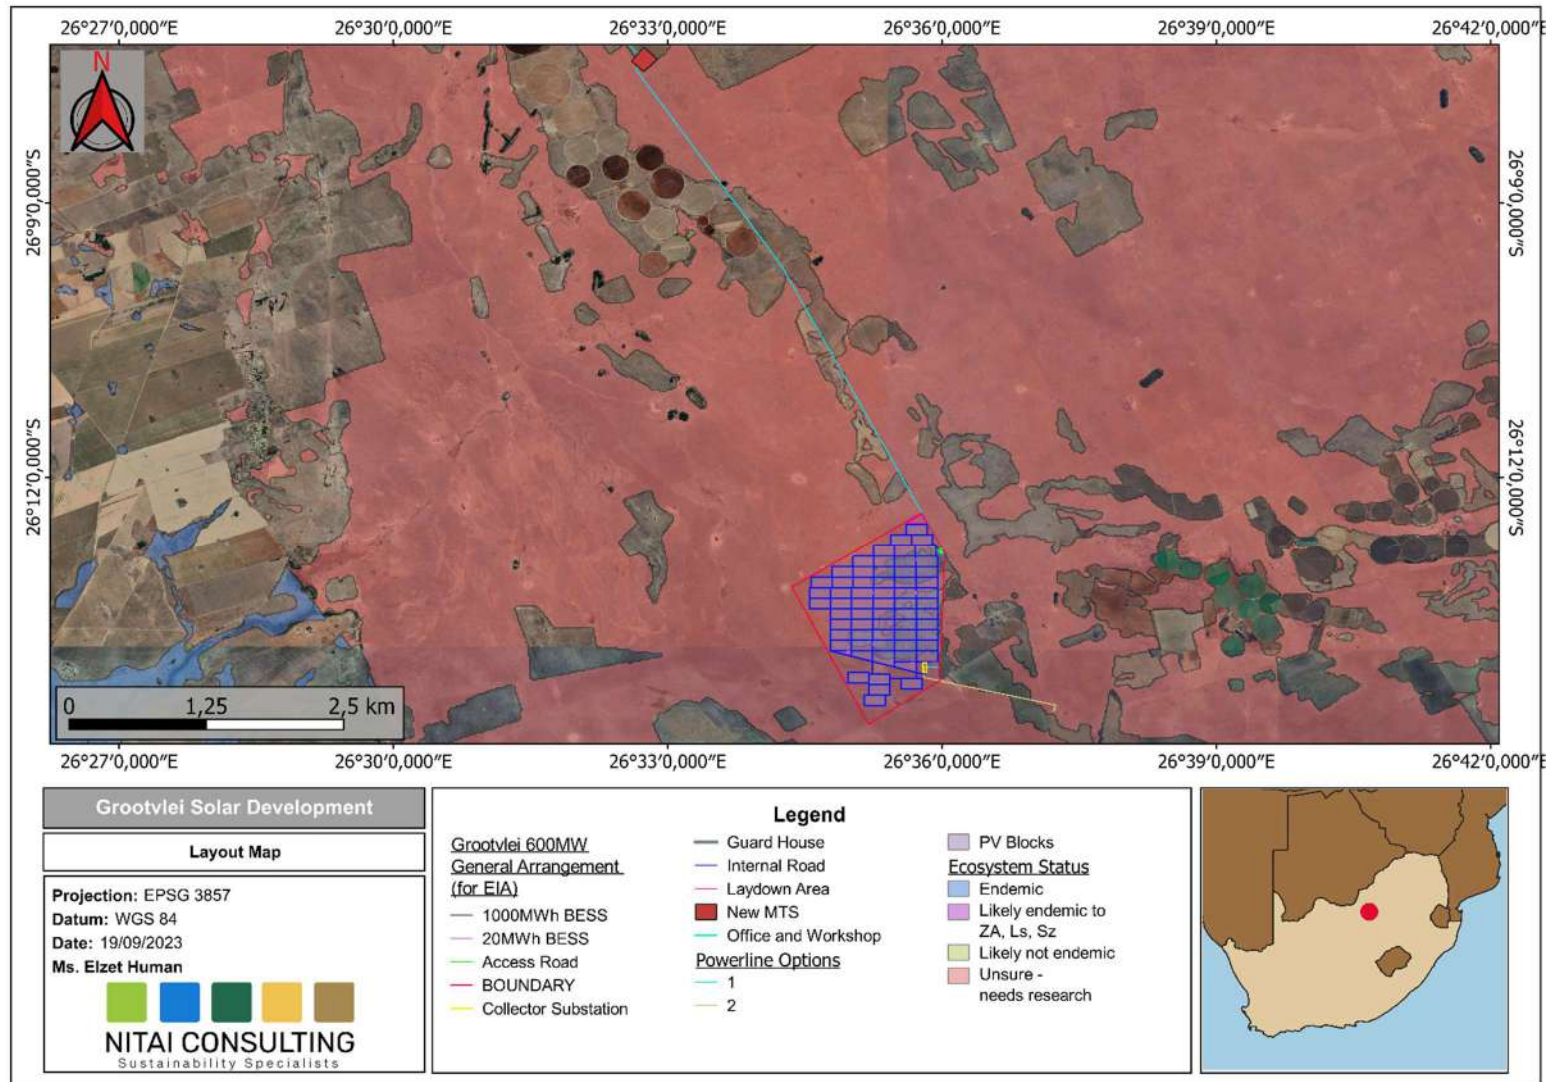 26°27'0,000"E 26°30'0,000"E 26°33'0,000"E 26°36'0,000"E 26°39'0,000"E 26°42'0,000"E
N
26°9'0,000"S
26°9'0,000"S
26°12'0,000"S
26°12'0,000"S
0 1,25 2,5 km
26°27'0,000"E 26°30'0,000"E 26°33'0,000"E 26°36'0,000"E 26°39'0,000"E 26°42'0,000"E
Grootvlei Solar Development
Layout Map
Projection: EPSG 3857
Datum: WGS 84
Date: 19/09/2023
Ms. Elzet Human
NITAI CONSULTING
Sustainability Specialists
Legend
Grootvlei 600MW
General Arrangement
(for EIA)
1000MWh BESS
20MWh BESS
Access Road
BOUNDARY
Collector Substation
Guard House
Internal Road
Laydown Area
New MTS
Office and Workshop
Powerline Options
1
2
PV Blocks
Ecosystem Status
Endemic
Likely endemic to
ZA, Ls, Sz
Likely not endemic
Unsure -
needs research